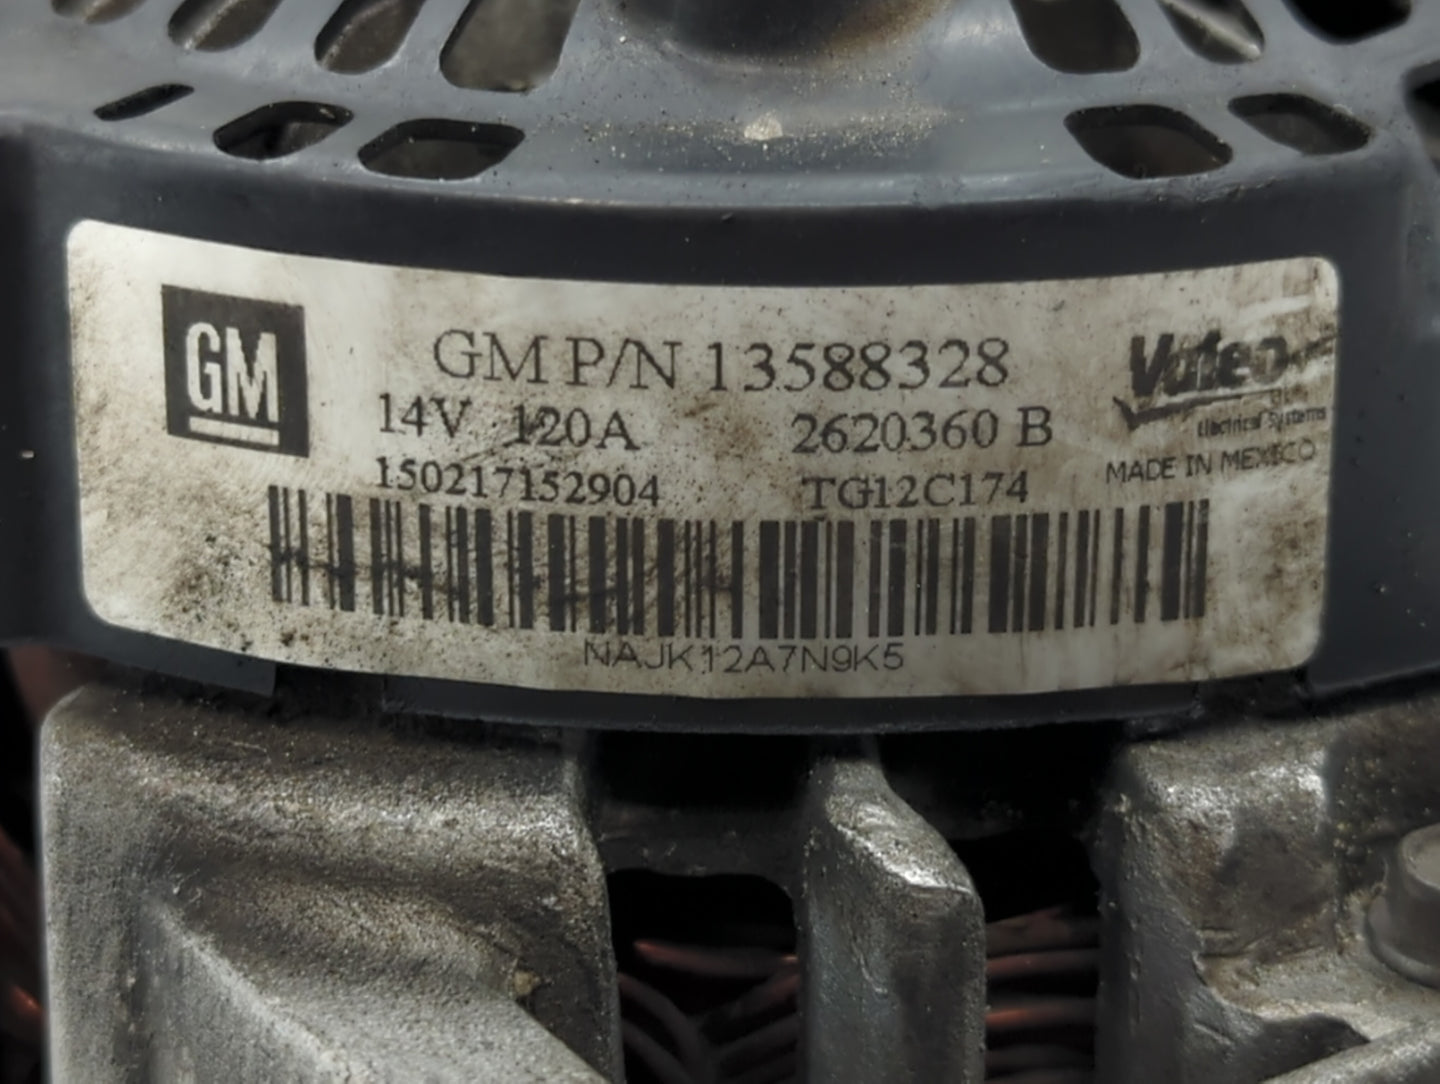 GM
GM P/N 13588328
14V 120A 2620360 B
150217152904 TG12C174
Valeo
Electrical Systems
MADE IN MEXICO
NAJK12A7N9K5